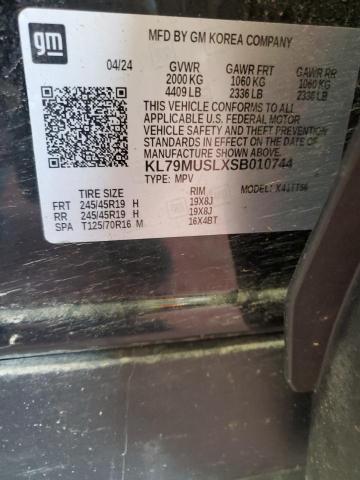 gm
MFD BY GM KOREA COMPANY
04/24 GVWR GAWR FRT GAWR RR
2000 KG 1060 KG 1060 KG
4409 LB 2336 LB 2336 LB
THIS VEHICLE CONFORMS TO ALL
APPLICABLE U.S. FEDERAL MOTOR
VEHICLE SAFETY AND THEFT PREVENTION
STANDARDS IN EFFECT ON THE DATE OF
MANUFACTURE SHOWN ABOVE.
KL79MUSLXSB010744
TYPE: MPV
TIRE SIZE RIM MODEL:
FRT 245/45R19 H 19X8J
RR 245/45R19 H 19X8J
SPA T125/70R16 M 16X4BT